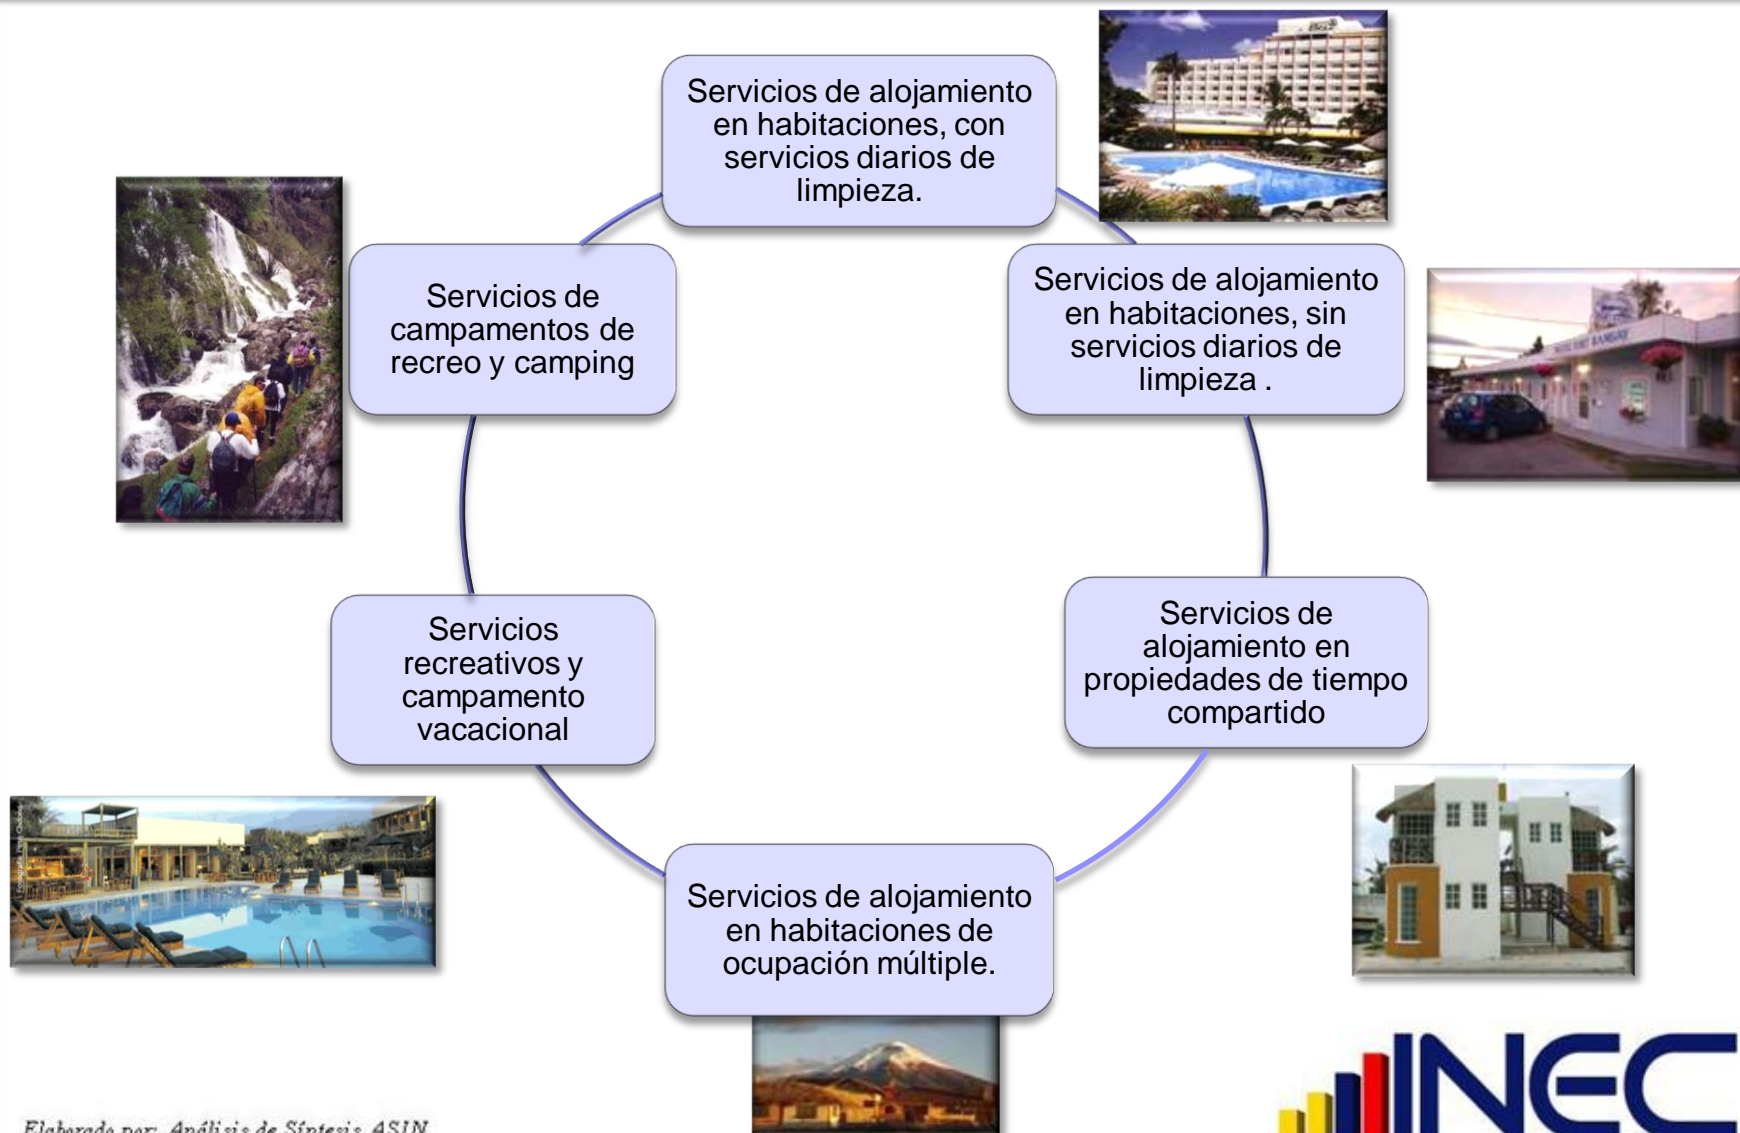 Servicios de alojamiento
en habitaciones, con
servicios diarios de
limpieza.
Servicios de alojamiento
en habitaciones, sin
servicios diarios de
limpieza .
Servicios de
alojamiento en
propiedades de tiempo
compartido
Servicios de alojamiento
en habitaciones de
ocupación múltiple.
Servicios
recreativos y
campamento
vacacional
Servicios de
campamentos de
recreo y camping
Elaborado por: Análisis de Síntesis ASIN
INEC